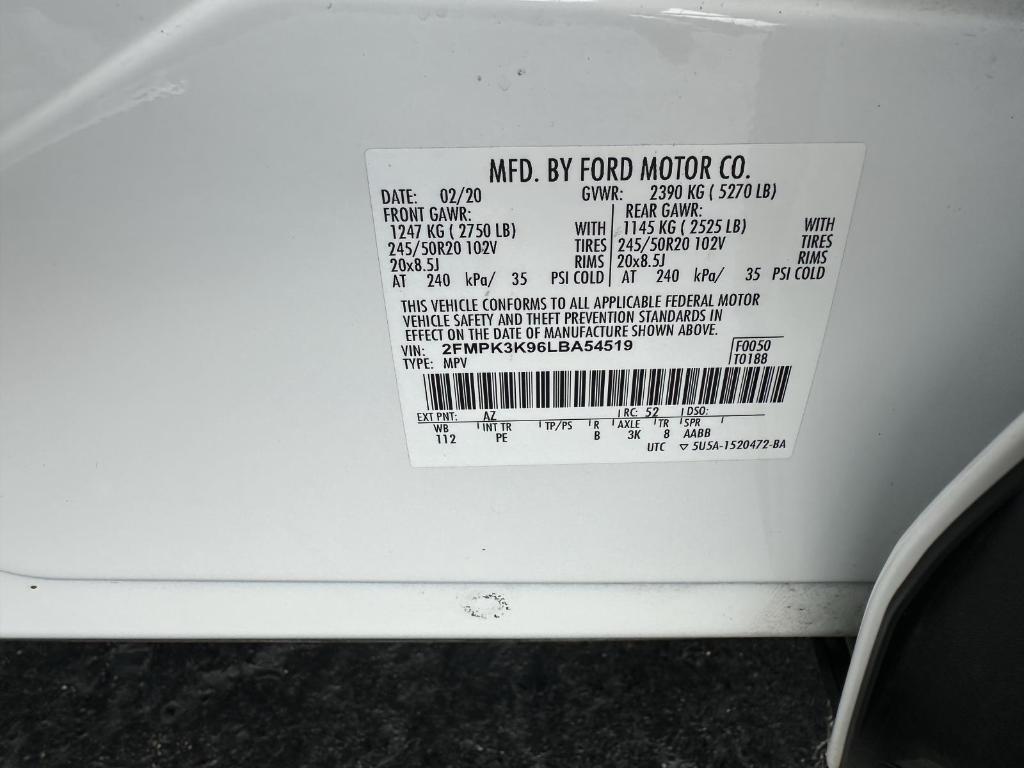 MFD. BY FORD MOTOR CO.
DATE: 02/20 GVWR: 2390 KG ( 5270 LB)
FRONT GAWR: REAR GAWR:
1247 KG ( 2750 LB) WITH 1145 KG ( 2525 LB) WITH
245/50R20 102V TIRES 245/50R20 102V TIRES
20x8.5J RIMS 20x8.5J RIMS
AT 240 kPa/ 35 PSI COLD AT 240 kPa/ 35 PSI COLD
THIS VEHICLE CONFORMS TO ALL APPLICABLE FEDERAL MOTOR
VEHICLE SAFETY AND THEFT PREVENTION STANDARDS IN
EFFECT ON THE DATE OF MANUFACTURE SHOWN ABOVE.
VIN: 2FMPK3K96LBA54519 F0050
TYPE: MPV T0188
EXT PNT: AZ RC: 52 DSO:
WB INT TR TP/PS R AXLE TR SPR
112 PE B 3K 8 AABB
UTC ▽ 5U5A-1520472-BA